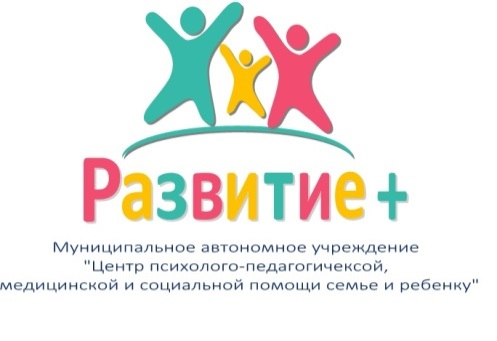 Развитие+
Муниципальное автономное учреждение
"Центр психолого-педагогичексой,
медицинской и социальной помощи семье и ребенку"